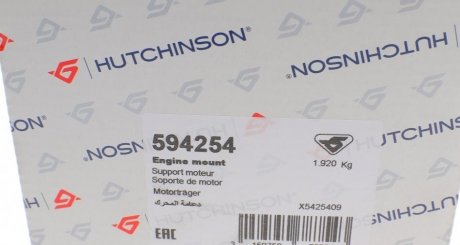 HUTCHINSON®
HUTCHINSON
594254
Engine mount
Support moteur
Soporte de motor
Motorträger
دعامة المحرك
1.920 Kg
X5425409
EAC
HUTCHINSON